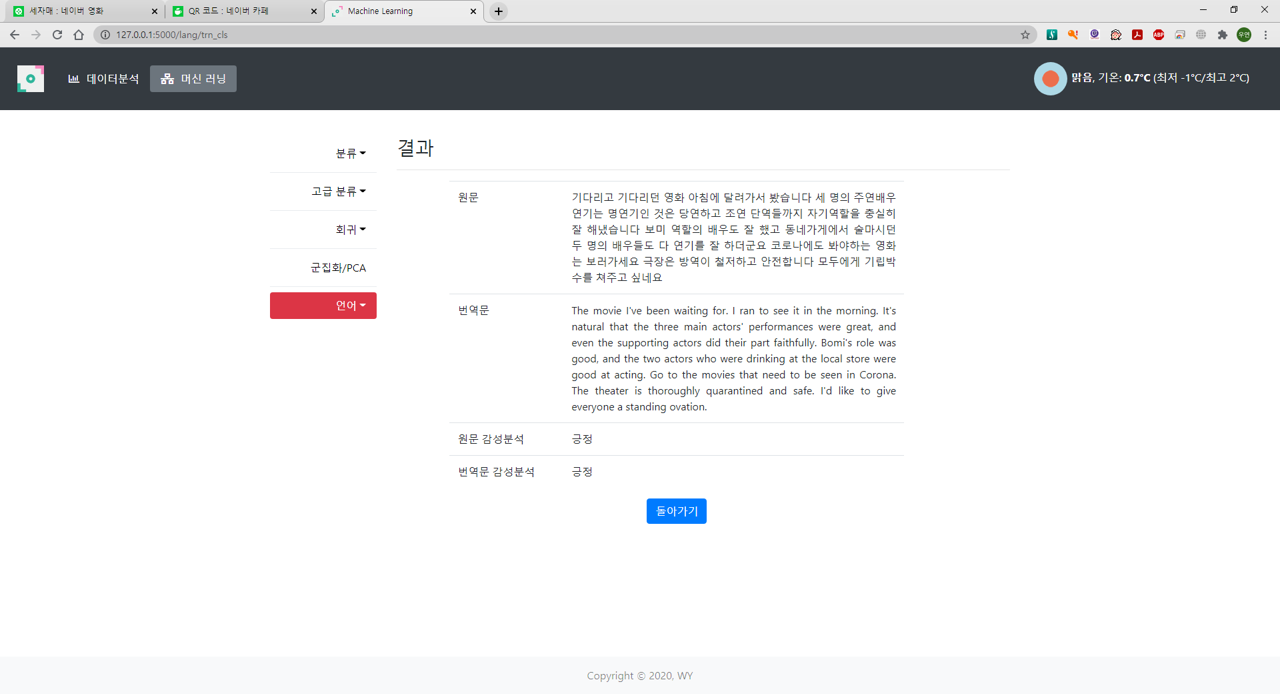 세자매 : 네이버 영화
QR 코드 : 네이버 카페
Machine Learning
127.0.0.1:5000/lang/trn_cls
ABP
우연
데이터분석
머신 러닝
맑음, 기온: 0.7°C (최저 -1°C/최고 2°C)
분류
고급 분류
회귀
군집화/PCA
언어
결과
원문
기다리고 기다리던 영화 아침에 달려가서 봤습니다 세 명의 주연배우
연기는 명연기인 것은 당연하고 조연 단역들까지 자기역할을 충실히
잘 해냈습니다 보미 역할의 배우도 잘 했고 동네가게에서 술마시던
두 명의 배우들도 다 연기를 잘 하더군요 코로나에도 봐야하는 영화
는 보러가세요 극장은 방역이 철저하고 안전합니다 모두에게 기립박
수를 쳐주고 싶네요
번역문
The movie I've been waiting for. I ran to see it in the morning. It's
natural that the three main actors' performances were great, and
even the supporting actors did their part faithfully. Bomi's role was
good, and the two actors who were drinking at the local store were
good at acting. Go to the movies that need to be seen in Corona.
The theater is thoroughly quarantined and safe. I'd like to give
everyone a standing ovation.
원문 감성분석
긍정
번역문 감성분석
긍정
돌아가기
Copyright © 2020, WY